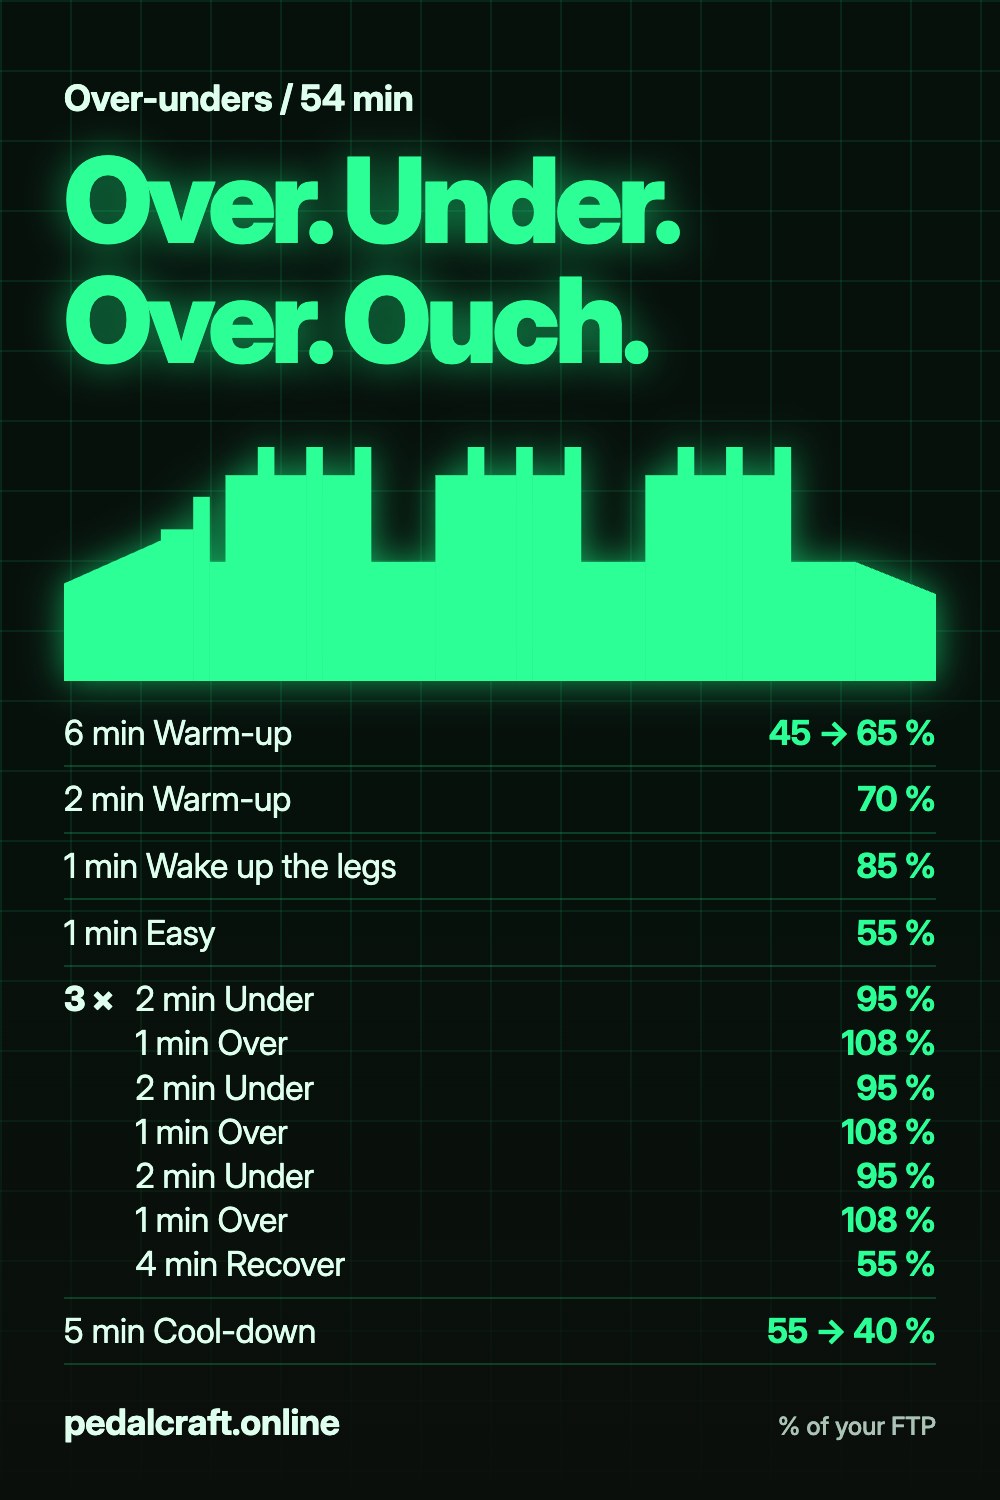 Over-unders / 54 min
Over. Under.
Over. Ouch.
6 min Warm-up 45 → 65 %
2 min Warm-up 70 %
1 min Wake up the legs 85 %
1 min Easy 55 %
3 × 2 min Under 95 %
1 min Over 108 %
2 min Under 95 %
1 min Over 108 %
2 min Under 95 %
1 min Over 108 %
4 min Recover 55 %
5 min Cool-down 55 → 40 %
pedalcraft.online % of your FTP